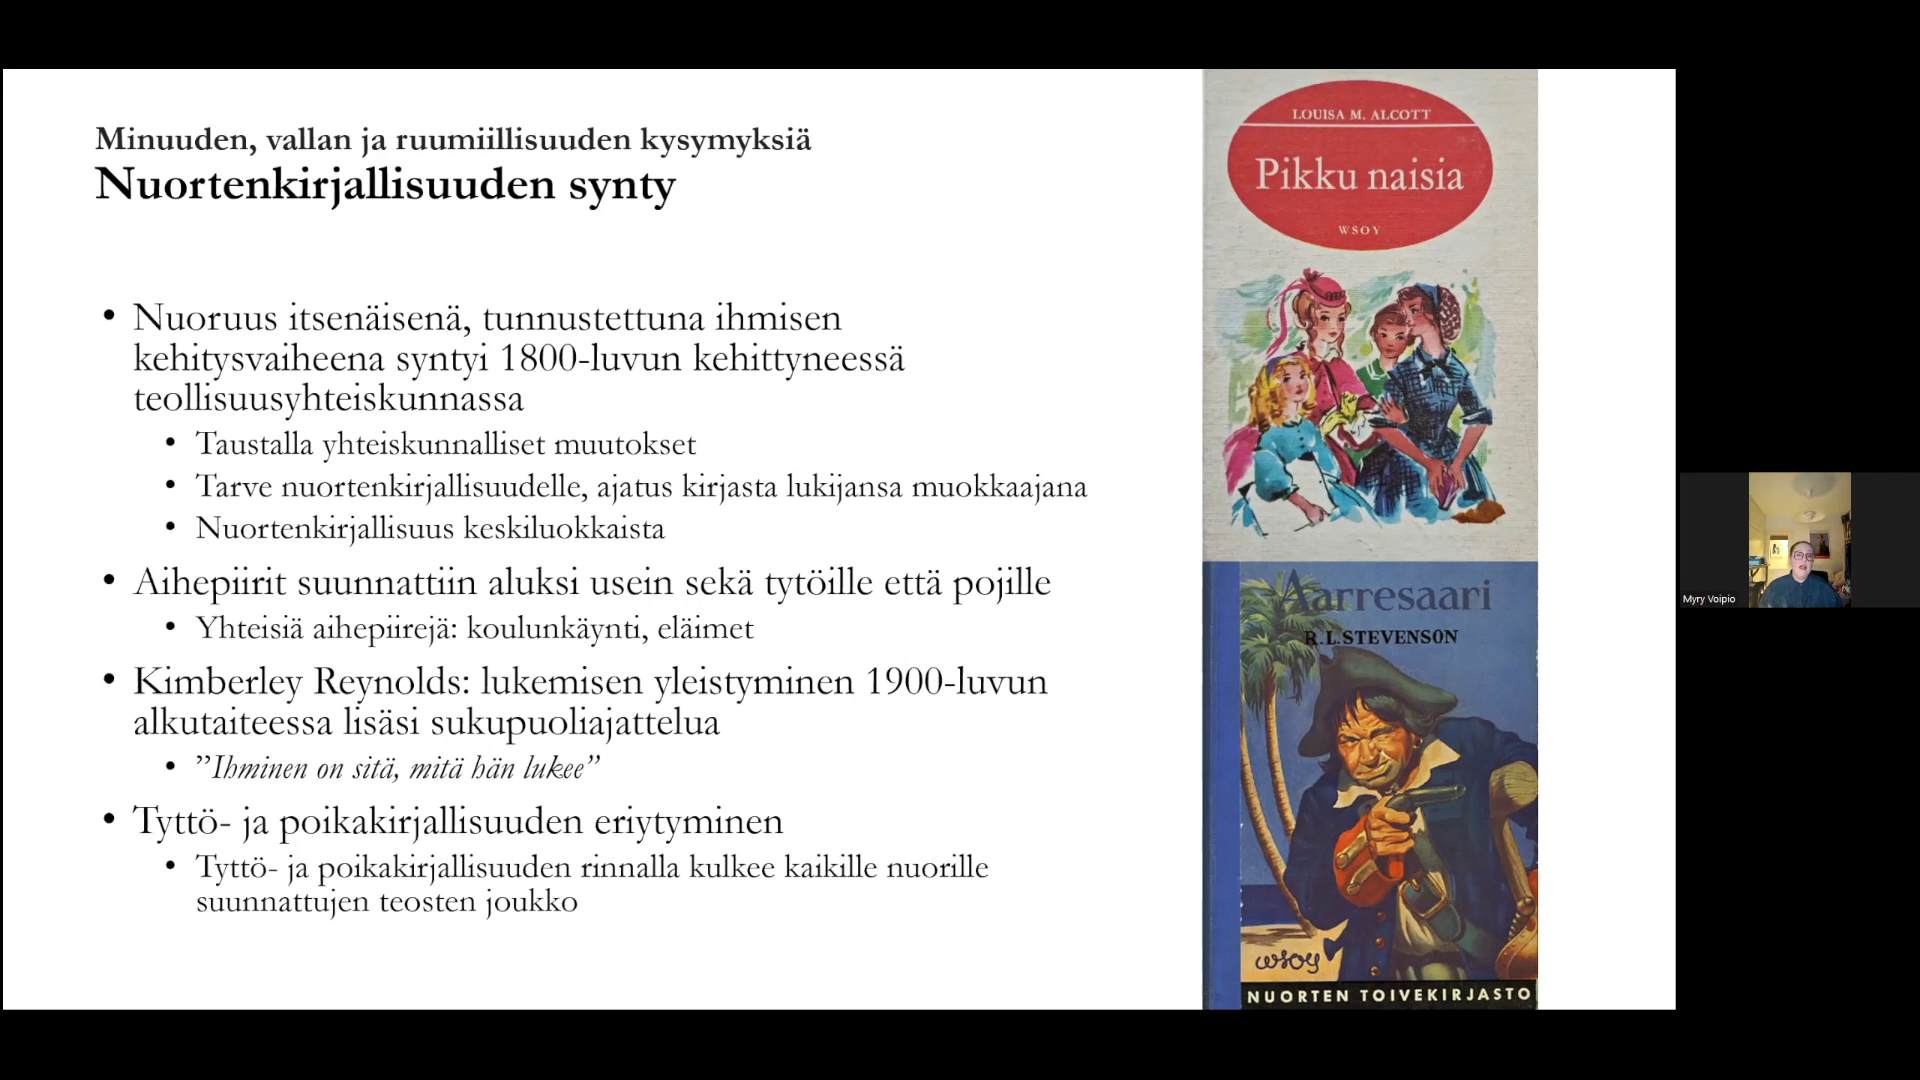 Minuuden, vallan ja ruumiillisuuden kysymyksiä
Nuortenkirjallisuuden synty
• Nuoruus itsenäisenä, tunnustettuna ihmisen
kehitysvaiheena syntyi 1800-luvun kehittyneessä
teollisuusyhteiskunnassa
• Taustalla yhteiskunnalliset muutokset
• Tarve nuortenkirjallisuudelle, ajatus kirjasta lukijansa muokkaajana
• Nuortenkirjallisuus keskiluokkaista
• Aihepiirit suunnattiin aluksi usein sekä tytöille että pojille
• Yhteisiä aihepiirejä: koulunkäynti, eläimet
• Kimberley Reynolds: lukemisen yleistyminen 1900-luvun
alkutaiteessa lisäsi sukupuoliajattelua
• ”Ihminen on sitä, mitä hän lukee”
• Tyttö- ja poikakirjallisuuden eriytyminen
• Tyttö- ja poikakirjallisuuden rinnalla kulkee kaikille nuorille
suunnattujen teosten joukko
LOUISA M. ALCOTT
Pikku naisia
WSOY
Aarresaari
R.L.STEVENSON
wsoy
NUORTEN TOIVEKIRJASTO
Myry Voipio